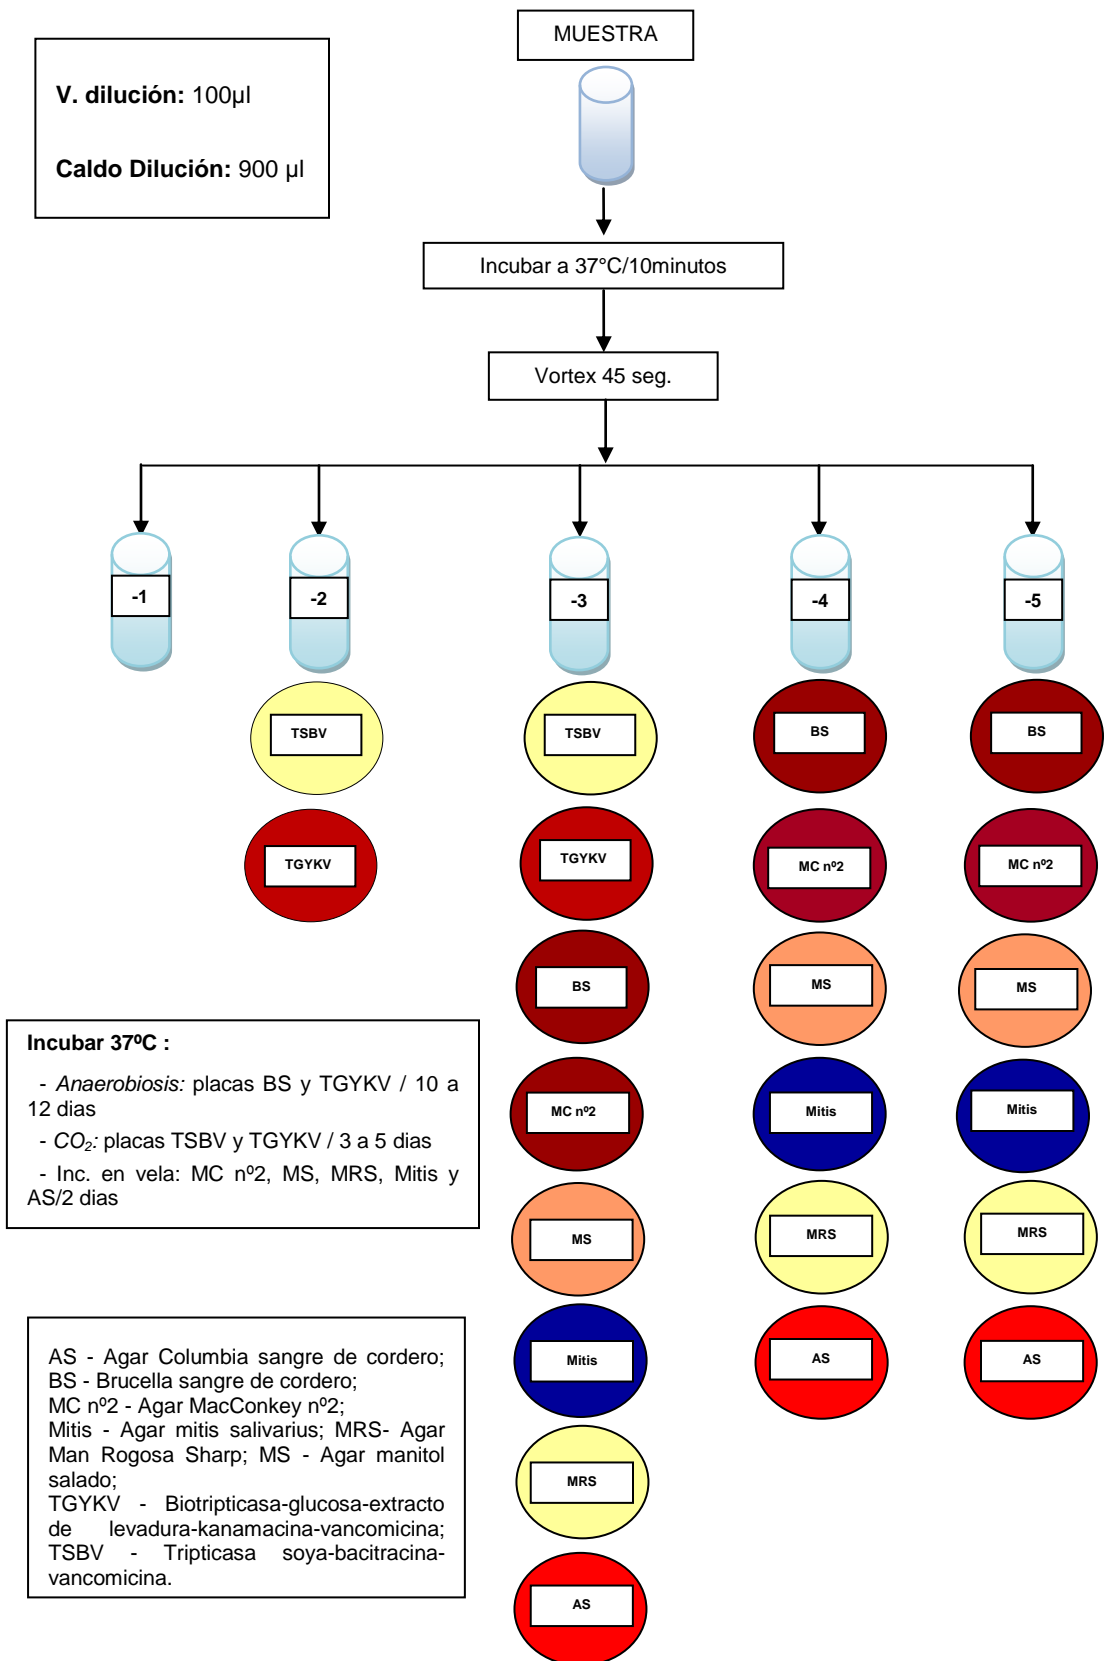 MUESTRA
V. dilución: 100µl
Caldo Dilución: 900 µl
Incubar a 37°C/10minutos
Vortex 45 seg.
-1
-2
-3
-4
-5
TSBV
TSBV
BS
BS
TGYKV
TGYKV
MC nº2
MC nº2
BS
MS
MS
Incubar 37ºC :
- Anaerobiosis: placas BS y TGYKV / 10 a
12 dias
- CO₂: placas TSBV y TGYKV / 3 a 5 dias
- Inc. en vela: MC nº2, MS, MRS, Mitis y
AS/2 dias
MC nº2
Mitis
Mitis
MS
MRS
MRS
Mitis
AS
AS
AS - Agar Columbia sangre de cordero;
BS - Brucella sangre de cordero;
MC nº2 - Agar MacConkey nº2;
Mitis - Agar mitis salivarius; MRS- Agar
Man Rogosa Sharp; MS - Agar manitol
salado;
TGYKV - Biotripticasa-glucosa-extracto
de levadura-kanamacina-vancomicina;
TSBV - Tripticasa soya-bacitracina-
vancomicina.
MRS
AS